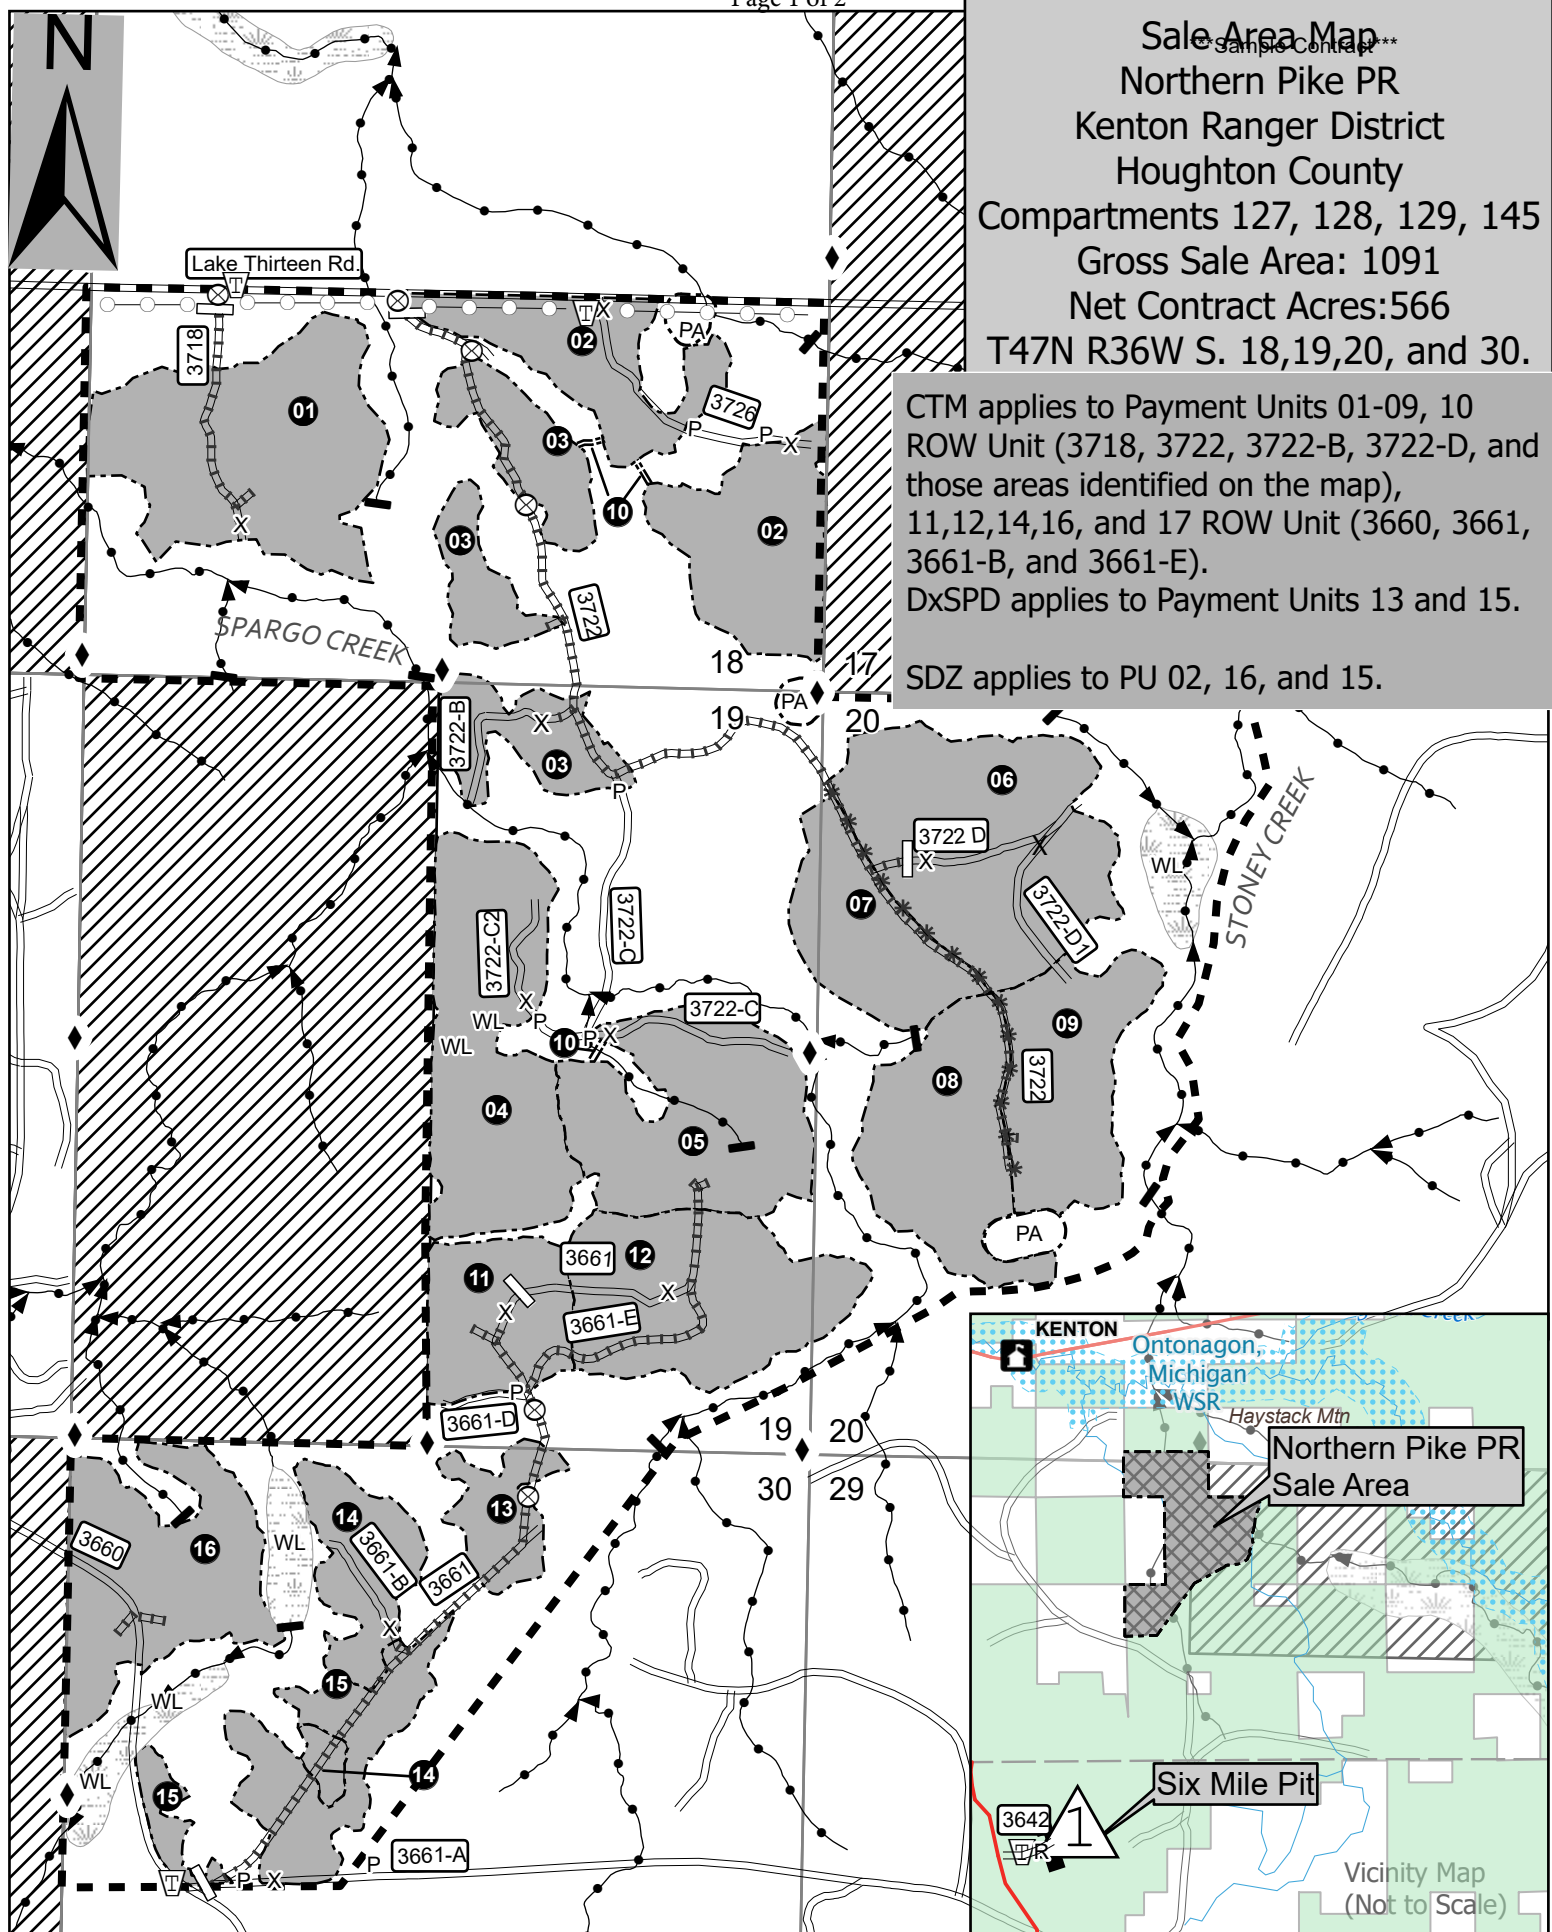 Page 1 of 2
N
Sale Area Map
***Sample Contract***
Northern Pike PR
Kenton Ranger District
Houghton County
Compartments 127, 128, 129, 145
Gross Sale Area: 1091
Net Contract Acres:566
T47N R36W S. 18,19,20, and 30.
CTM applies to Payment Units 01-09, 10
ROW Unit (3718, 3722, 3722-B, 3722-D, and
those areas identified on the map),
11,12,14,16, and 17 ROW Unit (3660, 3661,
3661-B, and 3661-E).
DxSPD applies to Payment Units 13 and 15.
SDZ applies to PU 02, 16, and 15.
Lake Thirteen Rd.
T
T
X
02
PA
3718
01
3726
P
P
X
03
10
X
03
02
3722
SPARGO CREEK
18
17
PA
19
20
3722-B
X
03
P
06
3722 D
X
X
WL
STONEY CREEK
07
3722-D1
3722-C2
3722-C
X
WL
P
3722-C
WL
10
P
X
09
08
3722
04
05
PA
3661
12
11
X
X
3661-E
P
3661-D
19
20
30
29
13
14
3661-B
3661
3660
16
WL
X
15
WL
WL
14
15
T
P
X
P
3661-A
KENTON
Creek
Ontonagon,
Michigan
WSR
Haystack Mtn
Northern Pike PR
Sale Area
Six Mile Pit
3642
1
T
R
Vicinity Map
(Not to Scale)